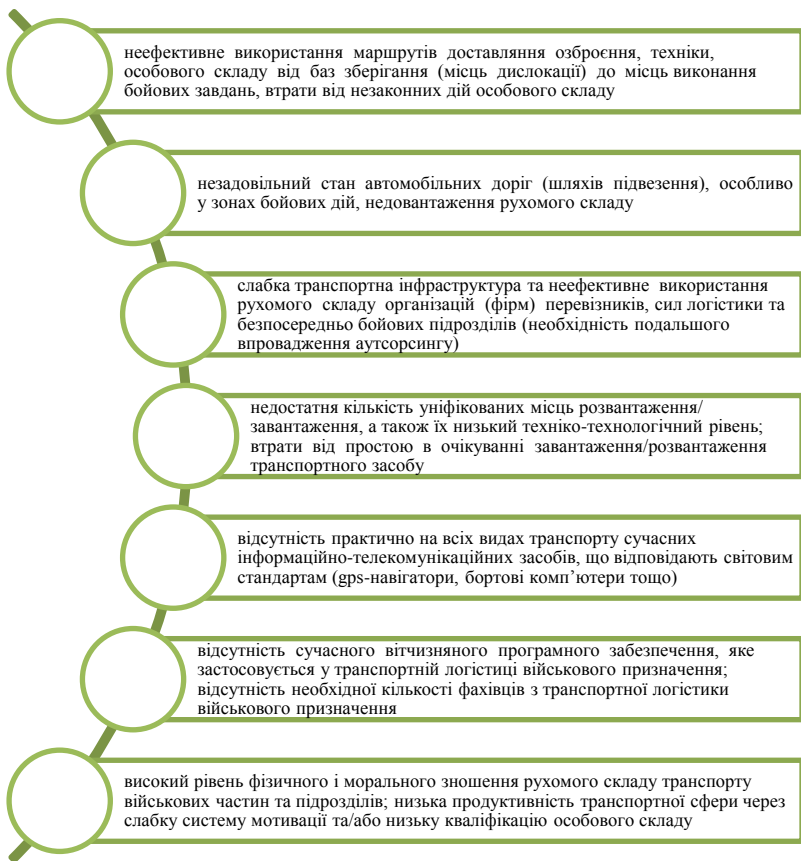 неефективне використання маршрутів доставляння озброєння, техніки,
особового складу від баз зберігання (місць дислокації) до місць виконання
бойових завдань, втрати від незаконних дій особового складу
незадовільний стан автомобільних доріг (шляхів підвезення), особливо
у зонах бойових дій, недовантаження рухомого складу
слабка транспортна інфраструктура та неефективне використання
рухомого складу організацій (фірм) перевізників, сил логістики та
безпосередньо бойових підрозділів (необхідність подальшого
впровадження аутсорсингу)
недостатня кількість уніфікованих місць розвантаження/
завантаження, а також їх низький техніко-технологічний рівень;
втрати від простою в очікуванні завантаження/розвантаження
транспортного засобу
відсутність практично на всіх видах транспорту сучасних
інформаційно-телекомунікаційних засобів, що відповідають світовим
стандартам (gps-навігатори, бортові комп’ютери тощо)
відсутність сучасного вітчизняного програмного забезпечення, яке
застосовується у транспортній логістиці військового призначення;
відсутність необхідної кількості фахівців з транспортної логістики
військового призначення
високий рівень фізичного і морального зношення рухомого складу транспорту
військових частин та підрозділів; низька продуктивність транспортної сфери через
слабку систему мотивації та/або низьку кваліфікацію особового складу